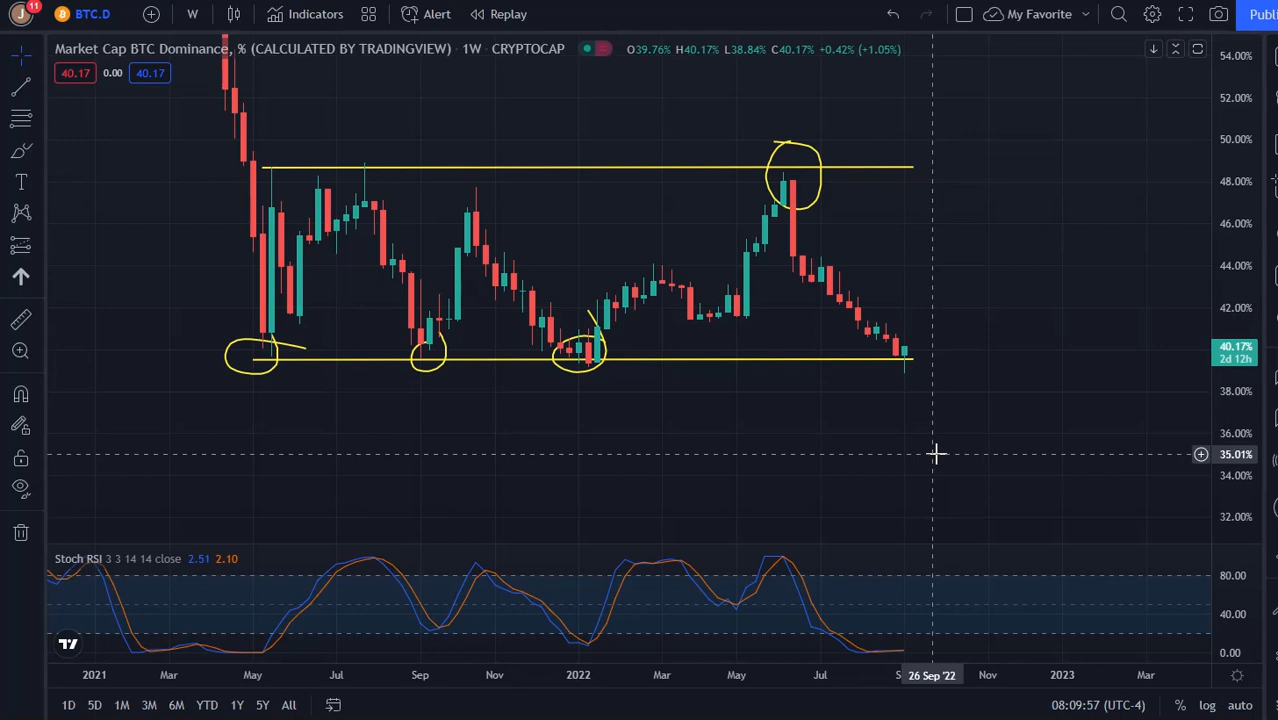 J 11 BTC.D W Indicators Alert Replay My Favorite Publi
Market Cap BTC Dominance, % (CALCULATED BY TRADINGVIEW) · 1W · CRYPTOCAP O39.76% H40.17% L38.84% C40.17% +0.42 (+1.05%)
40.17 0.00 40.17
54.00%
52.00%
50.00%
48.00%
46.00%
44.00%
42.00%
40.17%
2d 12h
38.00%
36.00%
35.01%
34.00%
32.00%
Stoch RSI 3 3 14 14 close 2.51 2.10
80.00
40.00
0.00
2021 Mar May Jul Sep Nov 2022 Mar May Jul S 26 Sep '22 Nov 2023 Mar
1D 5D 1M 3M 6M YTD 1Y 5Y All 08:09:57 (UTC-4) % log auto